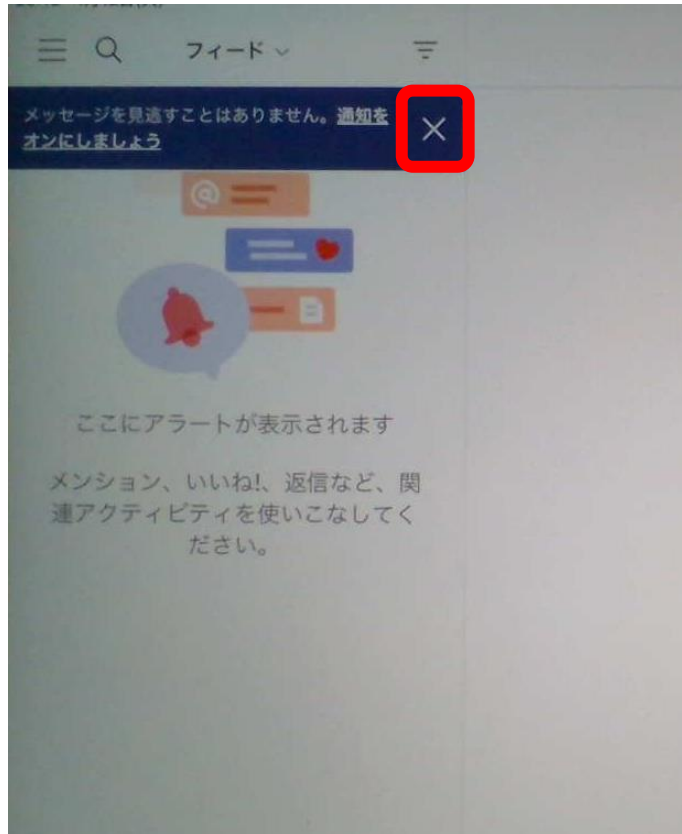 フィード
メッセージを見逃すことはありません。通知を
オンにしましょう
ここにアラートが表示されます
メンション、いいね!、返信など、関
連アクティビティを使いこなしてく
ださい。